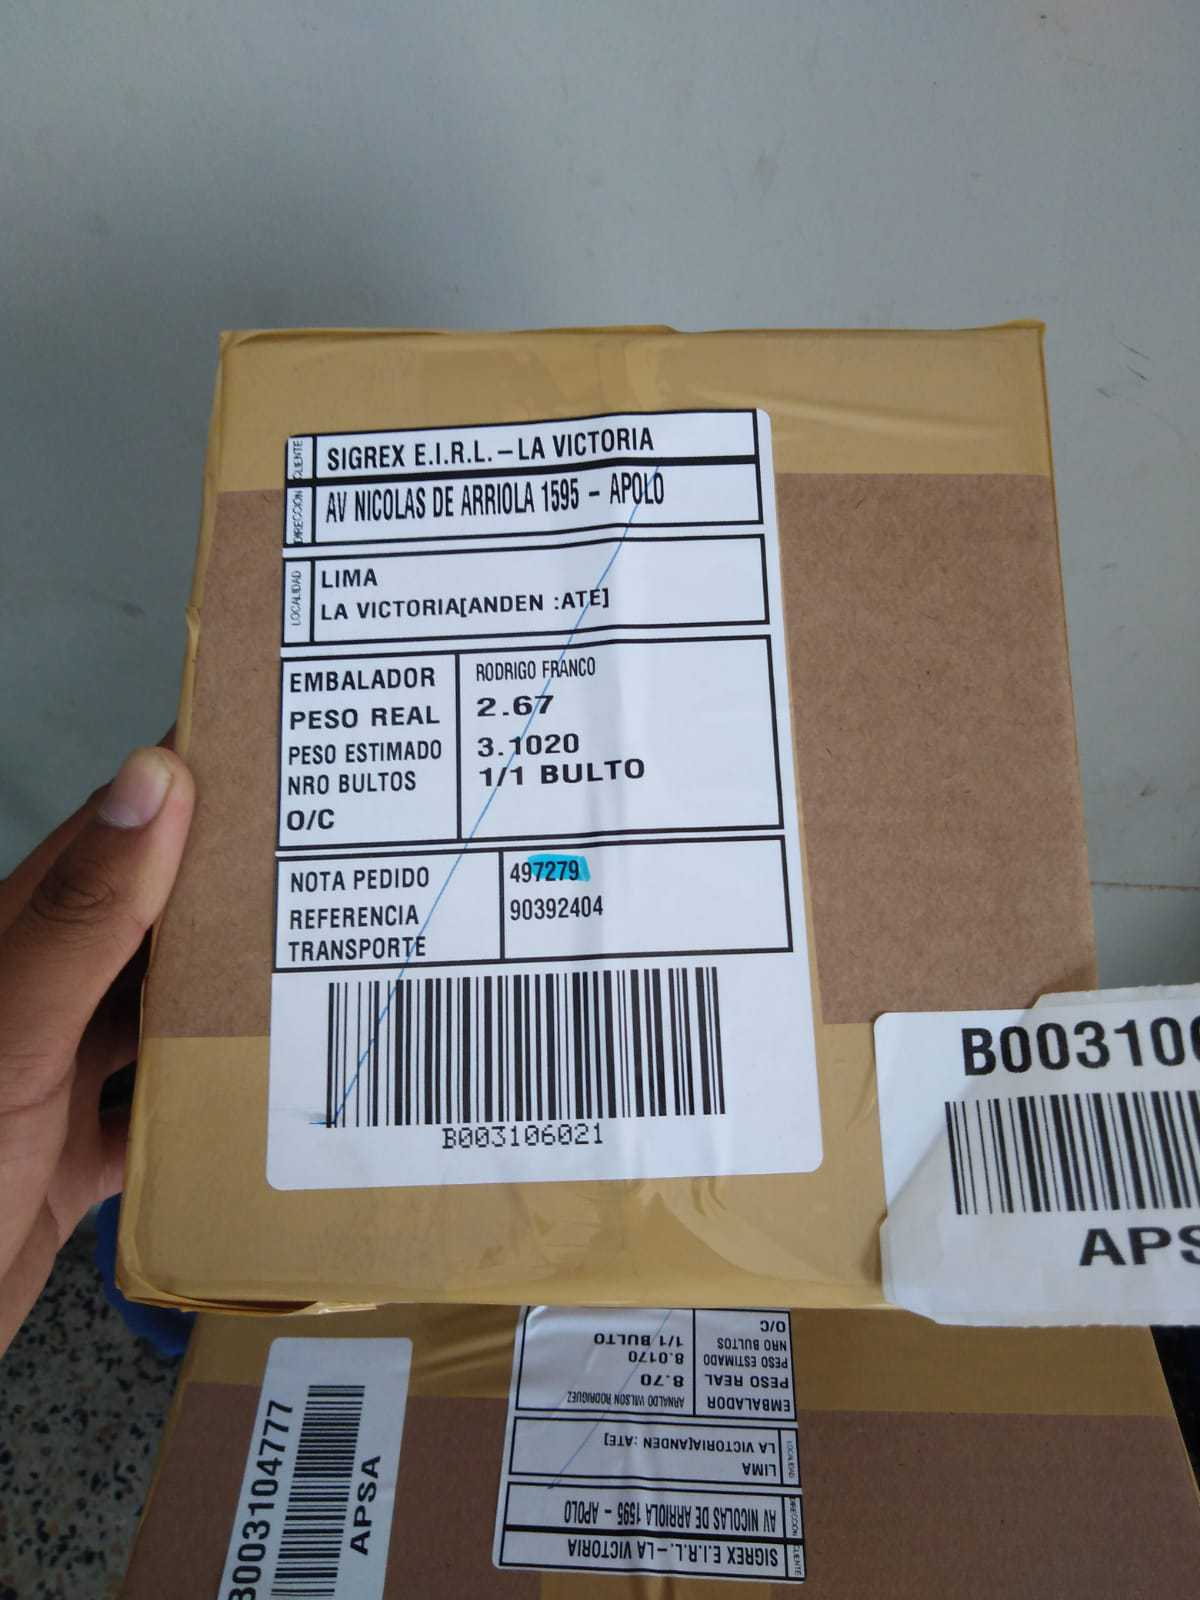 CLIENTE
SIGREX E.I.R.L. – LA VICTORIA
DIRECCIÓN
AV NICOLAS DE ARRIOLA 1595 – APOLO
LOCALIDAD
LIMA
LA VICTORIA[ANDEN :ATE]
EMBALADOR RODRIGO FRANCO
PESO REAL 2.67
PESO ESTIMADO 3.1020
NRO BULTOS 1/1 BULTO
O/C
NOTA PEDIDO 497279
REFERENCIA 90392404
TRANSPORTE
B003106021
B00310
APS
B003104777
APSA
CLIENTE
SIGREX E.I.R.L. – LA VICTORIA
DIRECCIÓN
AV NICOLAS DE ARRIOLA 1595 – APOLO
LOCALIDAD
LIMA
LA VICTORIA[ANDEN :ATE]
EMBALADOR ARNALDO WILSON RODRIGUEZ
PESO REAL 8.70
PESO ESTIMADO 8.0170
NRO BULTOS 1/1 BULTO
O/C